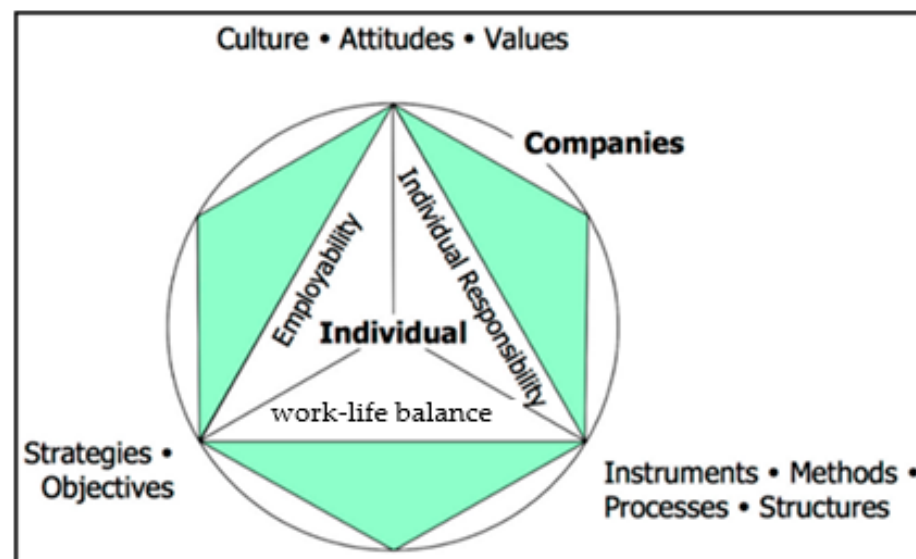 Culture • Attitudes • Values
Companies
Employability
Individual Responsibility
Individual
work-life balance
Strategies •
Objectives
Instruments • Methods •
Processes • Structures